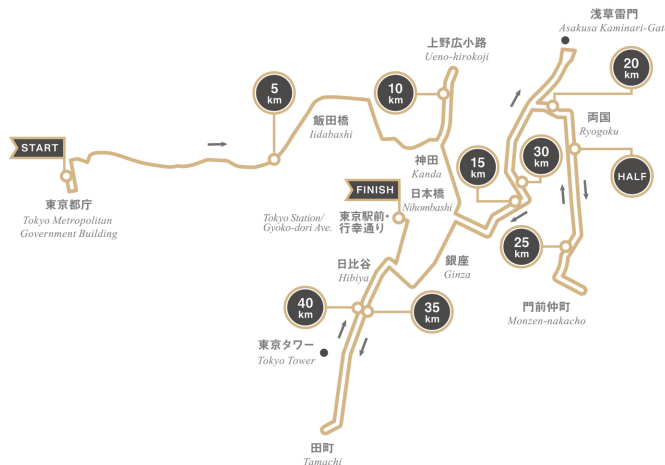 浅草雷門
Asakusa Kaminari-Gate
上野広小路
Ueno-hirokoji
20
km
5
km
10
km
飯田橋
Iidabashi
両国
Ryogoku
START
神田
Kanda
15
km
30
km
HALF
東京都庁
Tokyo Metropolitan
Government Building
FINISH
日本橋
Nihombashi
Tokyo Station/
Gyoko-dori Ave.
東京駅前・
行幸通り
25
km
日比谷
Hibiya
銀座
Ginza
門前仲町
Monzen-nakacho
40
km
35
km
東京タワー
Tokyo Tower
田町
Tamachi